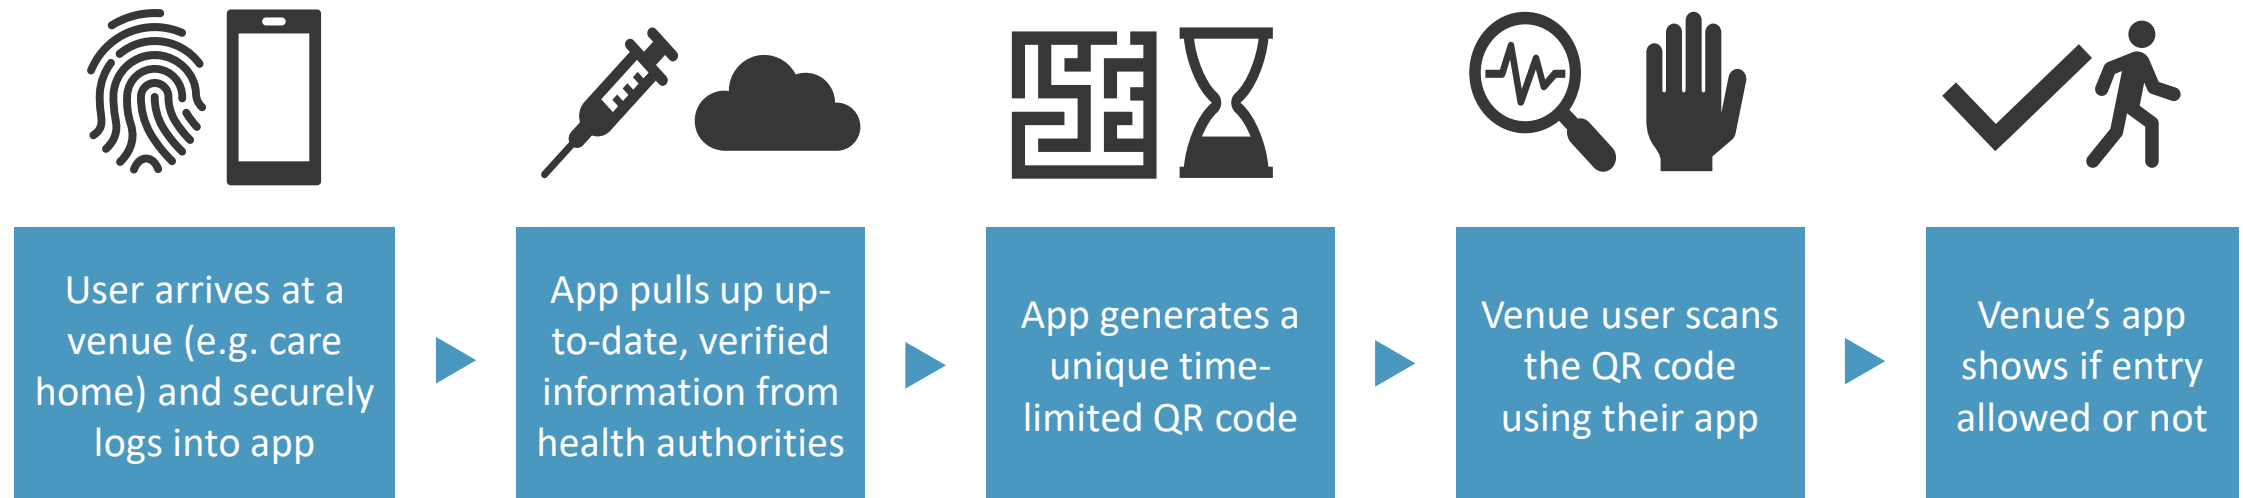 User arrives at a
venue (e.g. care
home) and securely
logs into app
App pulls up up-
to-date, verified
information from
health authorities
App generates a
unique time-
limited QR code
Venue user scans
the QR code
using their app
Venue’s app
shows if entry
allowed or not